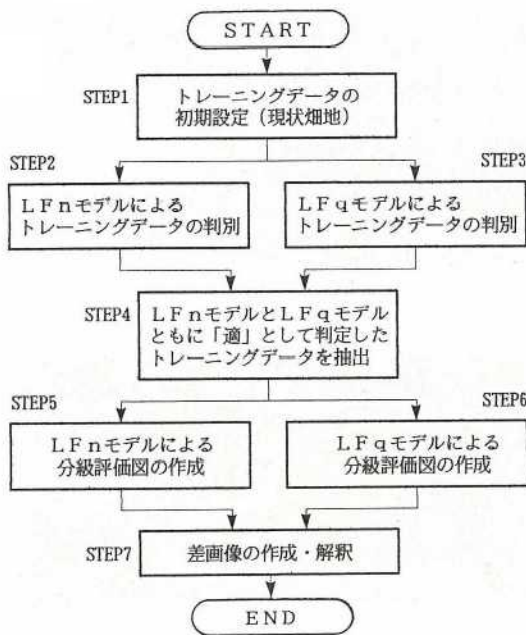 START
STEP1
トレーニングデータの
初期設定（現状畑地）
STEP2
LFnモデルによる
トレーニングデータの判別
STEP3
LFqモデルによる
トレーニングデータの判別
STEP4
LFnモデルとLFqモデル
ともに「適」として判定した
トレーニングデータを抽出
STEP5
LFnモデルによる
分級評価図の作成
STEP6
LFqモデルによる
分級評価図の作成
STEP7
差画像の作成・解釈
END